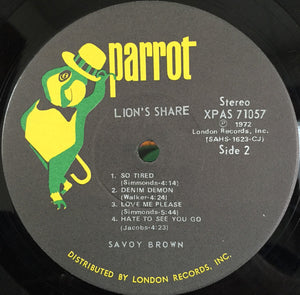 parrot
LION'S SHARE
Stereo
XPAS 71057
℗ 1972
London Records, Inc.
(SAHS-1623-CJ)
Side 2
1. SO TIRED
(Simmonds-4:14)
2. DENIM DEMON
(Walker-4:24)
3. LOVE ME PLEASE
(Simmonds-5:44)
4. HATE TO SEE YOU GO
(Jacobs-4:23)
SAVOY BROWN
DISTRIBUTED BY LONDON RECORDS, INC.